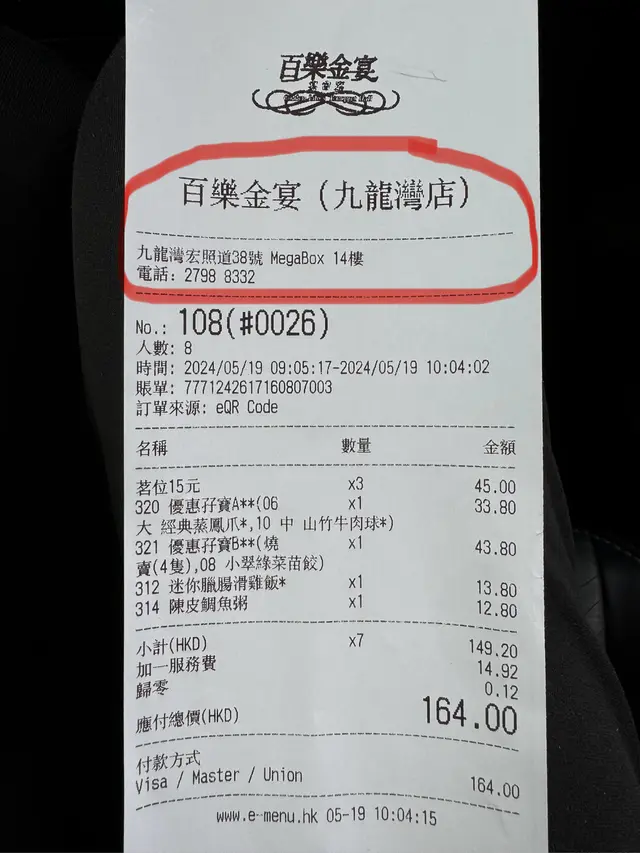 百樂金宴
百樂金宴（九龍灣店）
九龍灣宏照道38號 MegaBox 14樓
電話: 2798 8332
No.: 108(#0026)
人數: 8
時間: 2024/05/19 09:05:17-2024/05/19 10:04:02
賬單: 7771242617160807003
訂單來源: eQR Code
名稱 數量 金額
茗位15元 x3 45.00
320 優惠孖寶A**(06 x1 33.80
大 經典蒸鳳爪*,10 中 山竹牛肉球*)
321 優惠孖寶B**(燒 x1 43.80
賣(4隻),08 小翠綠菜苗餃)
312 迷你臘腸滑雞飯* x1 13.80
314 陳皮鯛魚粥 x1 12.80
小計(HKD) x7 149.20
加一服務費 14.92
歸零 0.12
應付總價(HKD) 164.00
付款方式
Visa / Master / Union 164.00
www.e-menu.hk 05-19 10:04:15